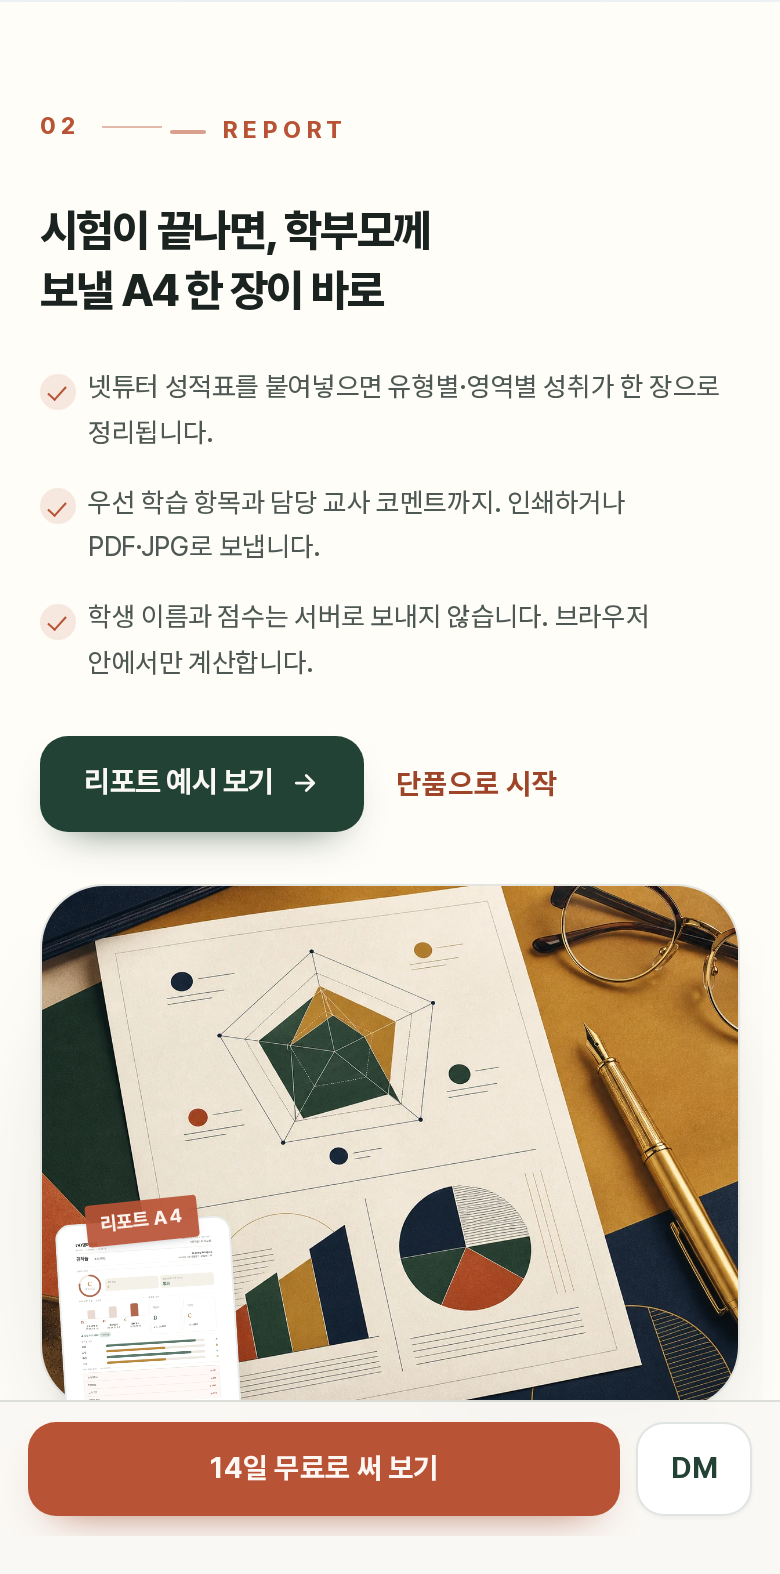 02 REPORT
시험이 끝나면, 학부모께
보낼 A4 한 장이 바로
넷튜터 성적표를 붙여넣으면 유형별·영역별 성취가 한 장으로
정리됩니다.
우선 학습 항목과 담당 교사 코멘트까지. 인쇄하거나
PDF·JPG로 보냅니다.
학생 이름과 점수는 서버로 보내지 않습니다. 브라우저
안에서만 계산합니다.
리포트 예시 보기 →
단품으로 시작
리포트 A4
14일 무료로 써 보기
DM